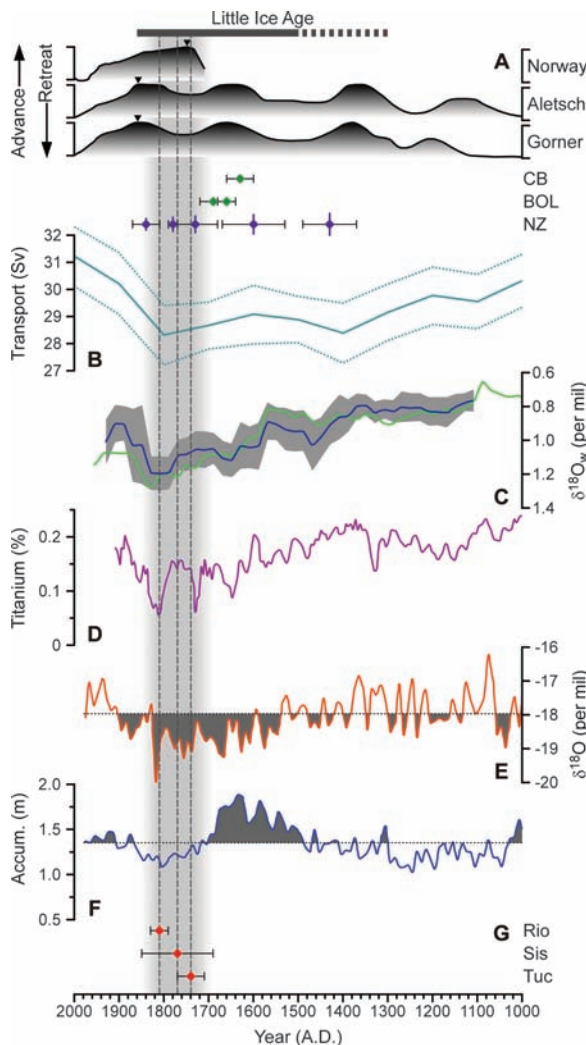 Little Ice Age
A
Norway
Aletsch
Gorner
Advance
Retreat
CB
BOL
NZ
32
31
30
29
28
27
Transport (Sv)
B
0.6
0.8
1.0
1.2
1.4
δ18Ow (per mil)
C
0.2
0.1
0
Titanium (%)
D
-16
-17
-18
-19
-20
δ18O (per mil)
E
2.0
1.5
1.0
0.5
Accum. (m)
F
G
Rio
Sis
Tuc
2000 1900 1800 1700 1600 1500 1400 1300 1200 1100 1000
Year (A.D.)